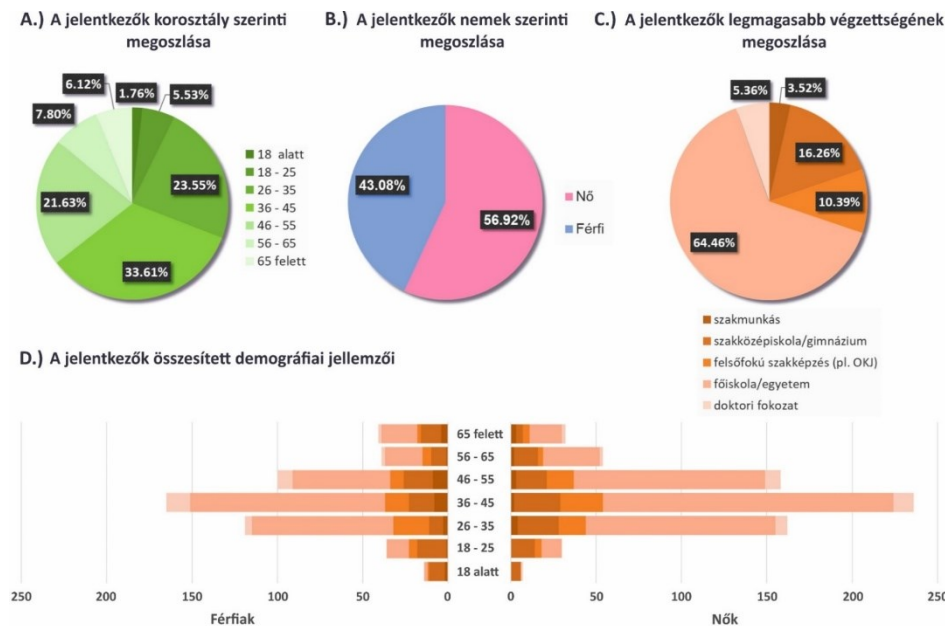 A.) A jelentkezők korosztály szerinti
megoszlása
B.) A jelentkezők nemek szerinti
megoszlása
C.) A jelentkezők legmagasabb végzettségének
megoszlása
6.12%
1.76%
5.53%
7.80%
23.55%
21.63%
33.61%
18 alatt
18 - 25
26 - 35
36 - 45
46 - 55
56 - 65
65 felett
43.08%
56.92%
Nő
Férfi
5.36%
3.52%
16.26%
10.39%
64.46%
szakmunkás
szakközépiskola/gimnázium
felsőfokú szakképzés (pl. OKJ)
főiskola/egyetem
doktori fokozat
D.) A jelentkezők összesített demográfiai jellemzői
65 felett
56 - 65
46 - 55
36 - 45
26 - 35
18 - 25
18 alatt
250 200 150 100 50 0
0 50 100 150 200 250
Férfiak
Nők